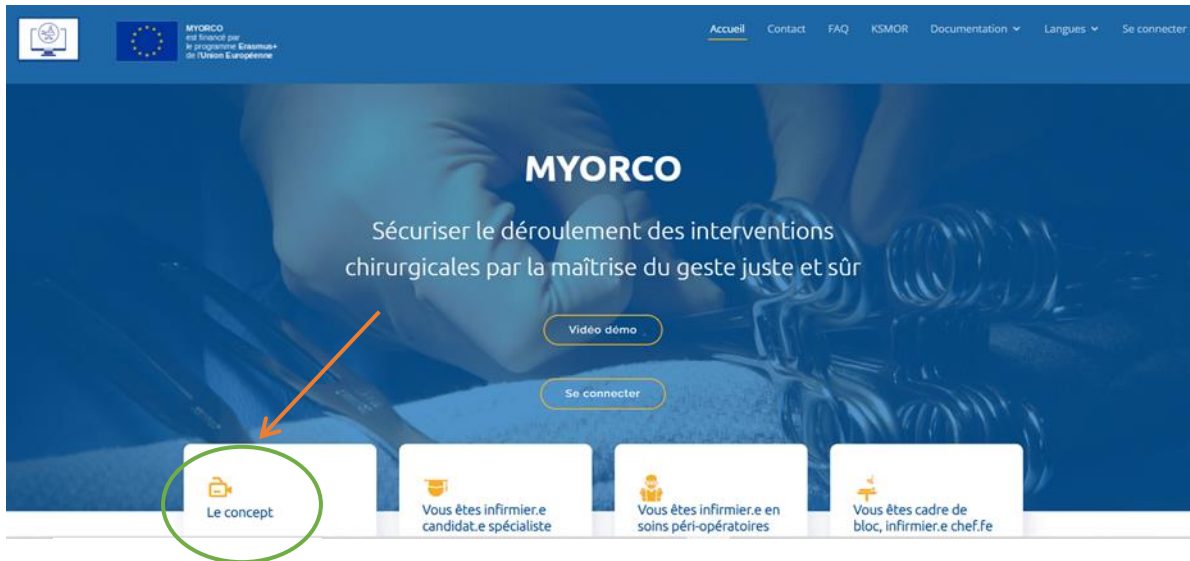 MYORCO
est financé par
le programme Erasmus+
de l'Union Européenne
Accueil Contact FAQ KSMOR Documentation Langues Se connecter
MYORCO
Sécuriser le déroulement des interventions
chirurgicales par la maîtrise du geste juste et sûr
Vidéo démo
Se connecter
Le concept
Vous êtes infirmier.e
candidat.e spécialiste
Vous êtes infirmier.e en
soins péri-opératoires
Vous êtes cadre de
bloc, infirmier.e chef.fe